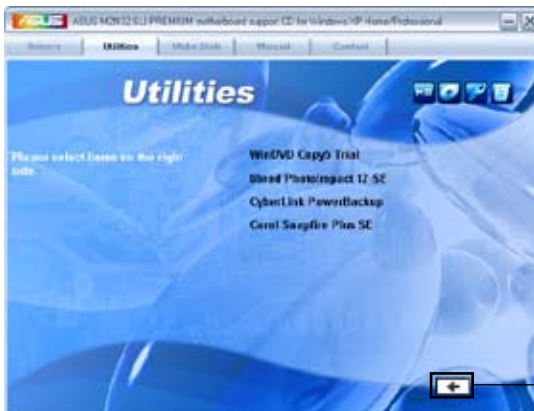 ASUS M2N32 SLI PREMIUM motherboard support CD for Windows XP Home/Professional
Drivers
Utilities
Make Disk
Manual
Contact
Utilities
Please select items on the right side
WinDVD Copy5 Trial
Ulead PhotoImpact 12 SE
CyberLink PowerBackup
Corel Snapfire Plus SE